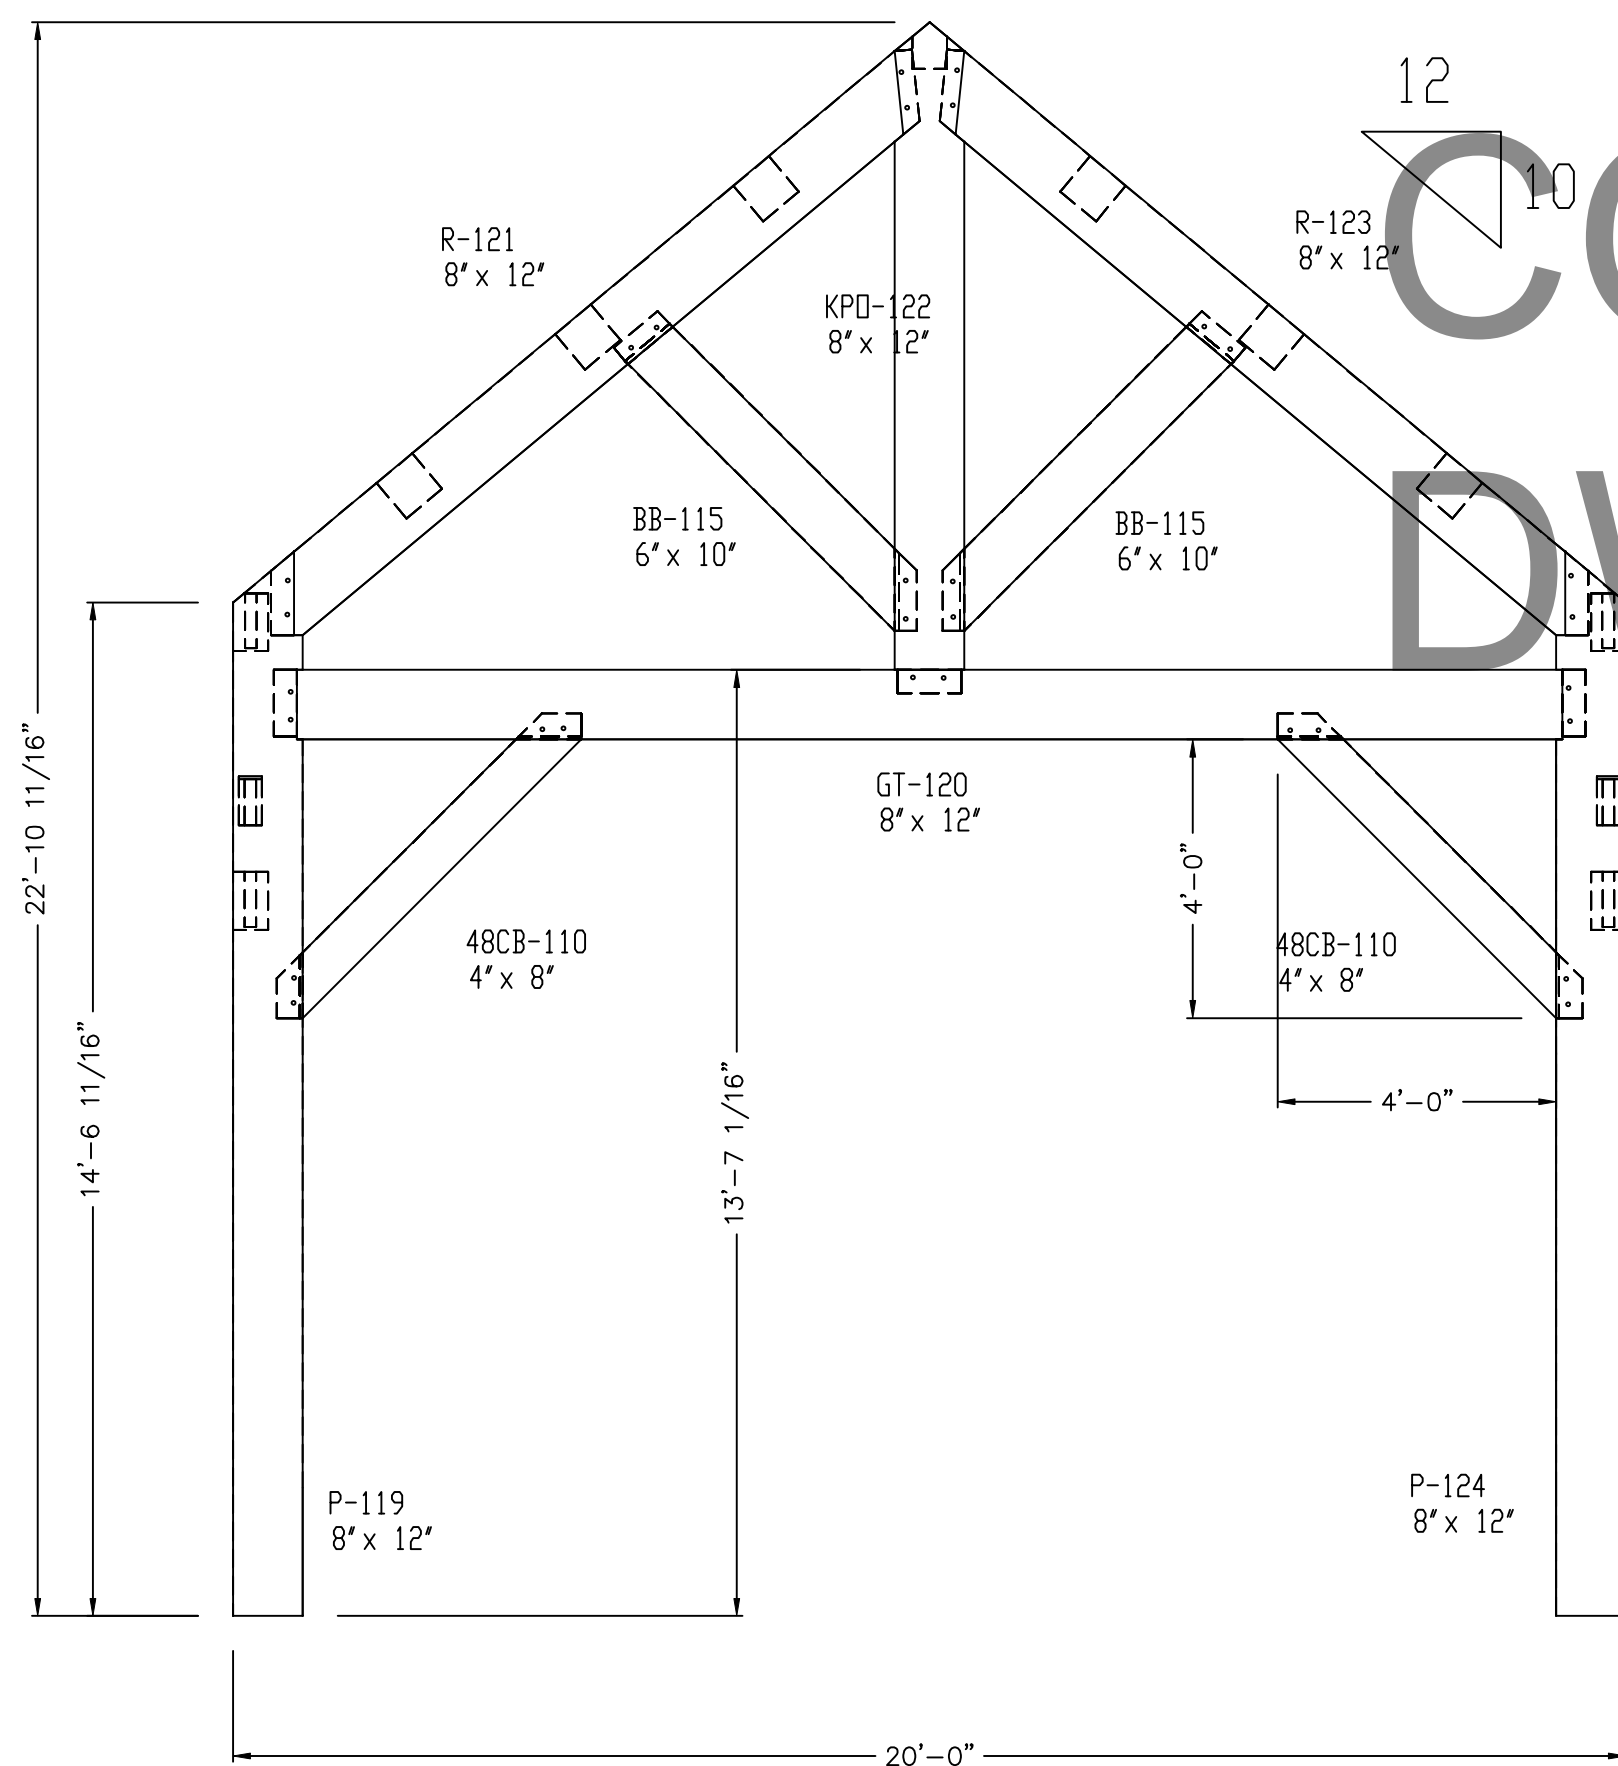 12
10
CO
R-121
8" x 12"
R-123
8" x 12"
KPO-122
8" x 12"
BB-115
6" x 10"
BB-115
6" x 10"
DW
22'-10 11/16"
14'-6 11/16"
13'-7 1/16"
GT-120
8" x 12"
4'-0"
48CB-110
4" x 8"
48CB-110
4" x 8"
4'-0"
P-119
8" x 12"
P-124
8" x 12"
20'-0"